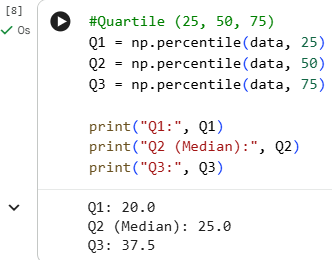 [8]
0s
#Quartile (25, 50, 75)
Q1 = np.percentile(data, 25)
Q2 = np.percentile(data, 50)
Q3 = np.percentile(data, 75)
print("Q1:", Q1)
print("Q2 (Median):", Q2)
print("Q3:", Q3)
Q1: 20.0
Q2 (Median): 25.0
Q3: 37.5